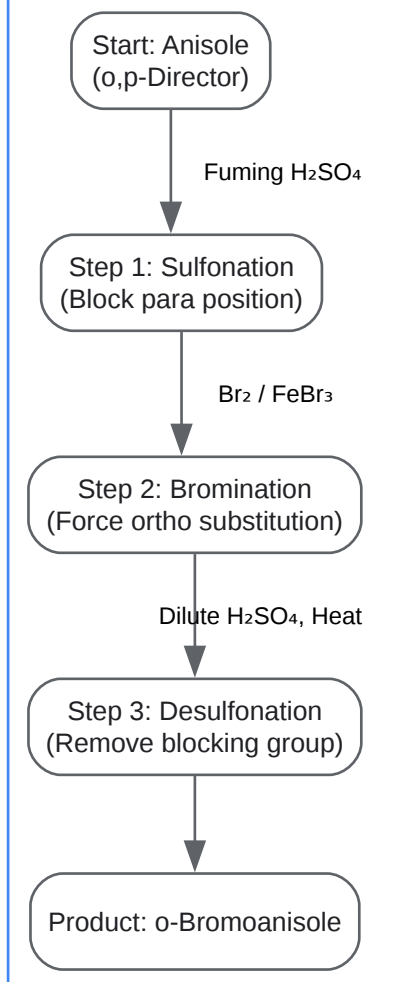 Start: Anisole
(o,p-Director)
Fuming H₂SO₄
Step 1: Sulfonation
(Block para position)
Br₂ / FeBr₃
Step 2: Bromination
(Force ortho substitution)
Dilute H₂SO₄, Heat
Step 3: Desulfonation
(Remove blocking group)
Product: o-Bromoanisole